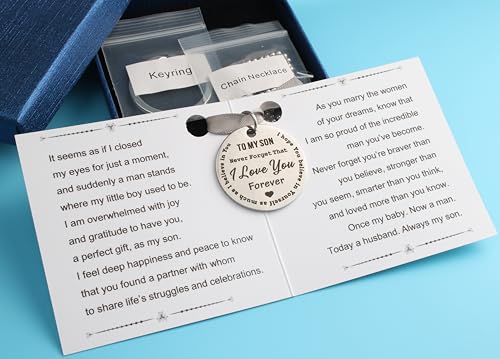 Keyring
Chain Necklace
It seems as if I closed
my eyes for just a moment,
and suddenly a man stands
where my little boy used to be.
I am overwhelmed with joy
and gratitude to have you,
a perfect gift, as my son.
I feel deep happiness and peace to know
that you found a partner with whom
to share life's struggles and celebrations.
TO MY SON
Never Forget That
I Love You
Forever
I hope You believe in Yourself as much as I believe in You
As you marry the women
of your dreams, know that
I am so proud of the incredible
man you've become.
Never forget you're braver than
you believe, stronger than
you seem, smarter than you think,
and loved more than you know.
Once my baby. Now a man.
Today a husband. Always my son.